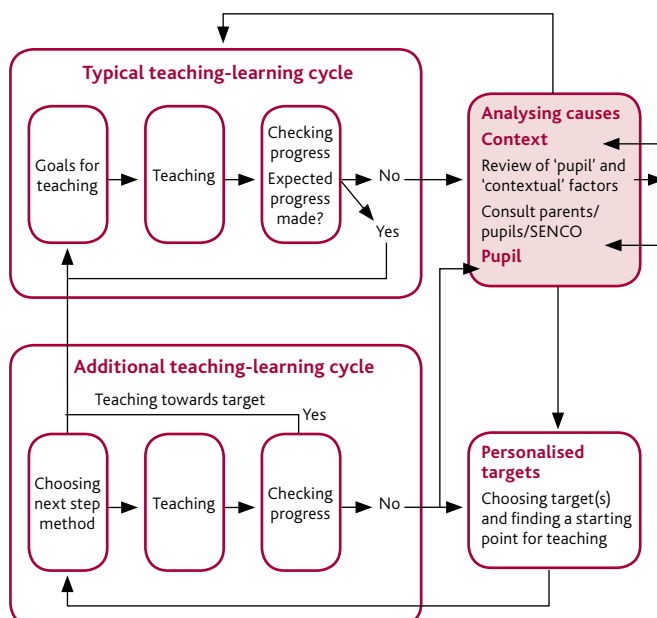 Typical teaching-learning cycle
Goals for
teaching
Teaching
Checking
progress
Expected
progress
made?
No
Yes
Analysing causes
Context
Review of ‘pupil’ and
‘contextual’ factors
Consult parents/
pupils/SENCO
Pupil
Additional teaching-learning cycle
Teaching towards target
Yes
Choosing
next step
method
Teaching
Checking
progress
No
Personalised
targets
Choosing target(s)
and finding a starting
point for teaching